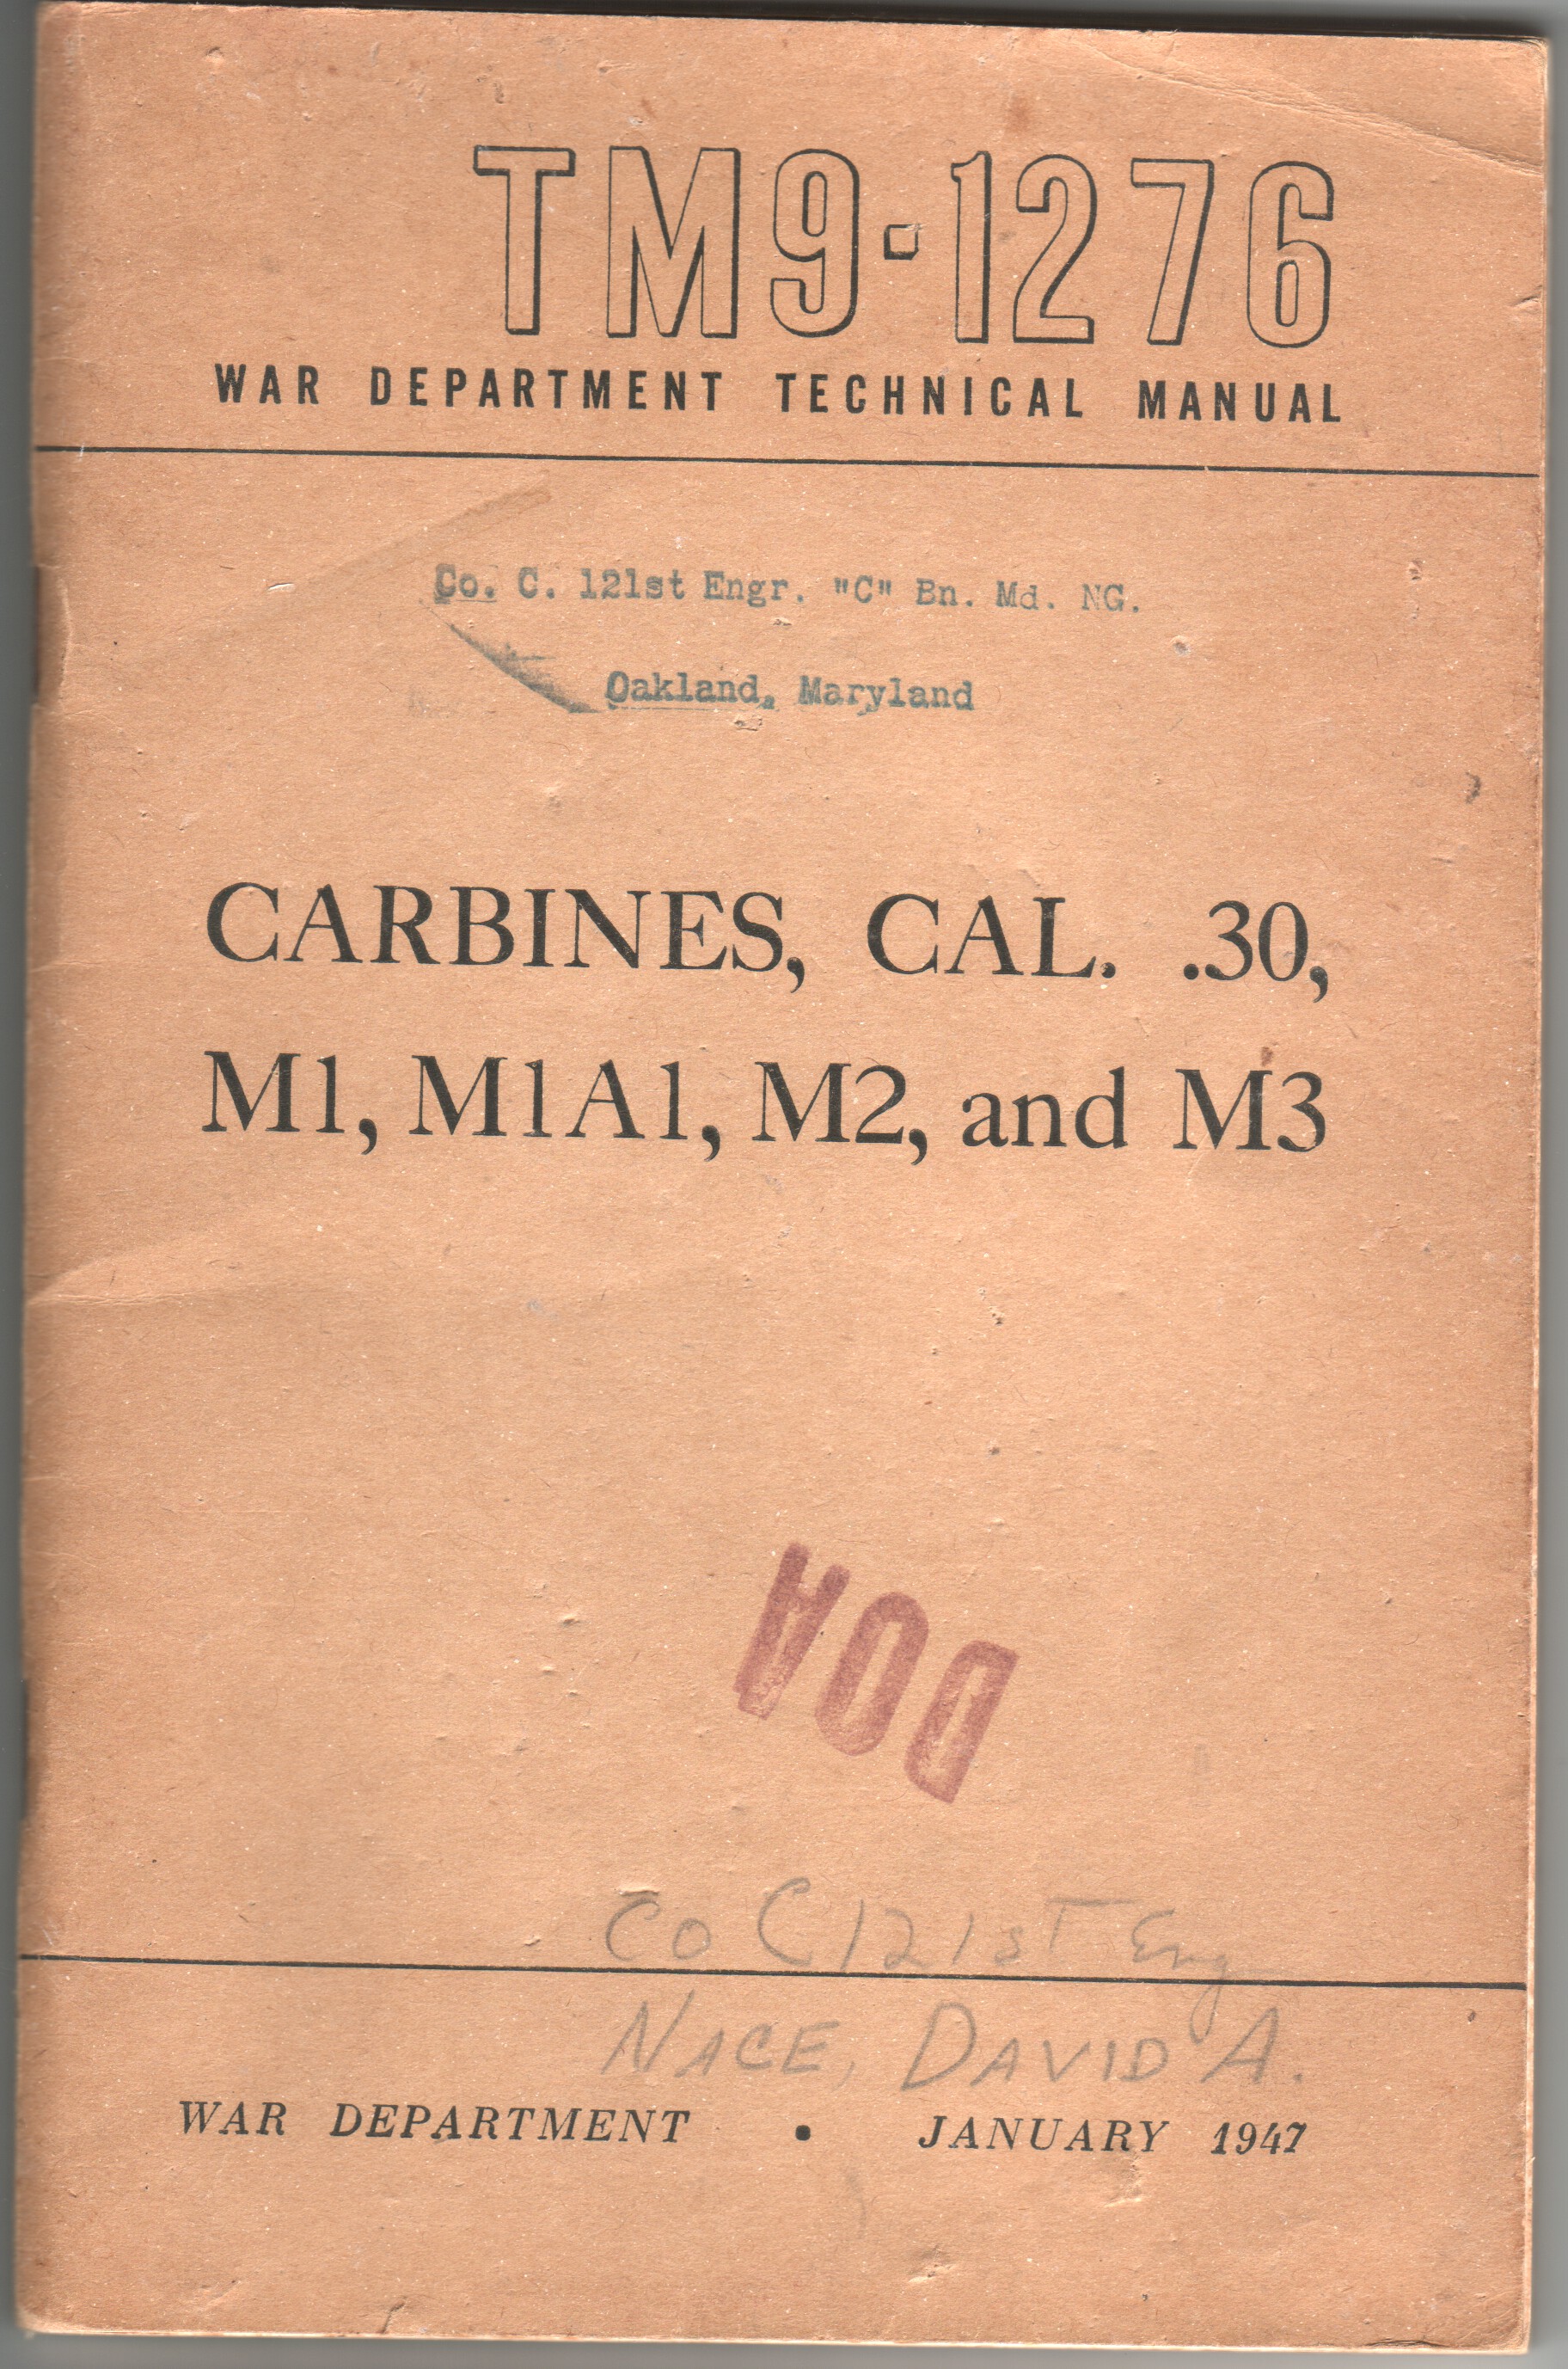 TM9-1276
WAR DEPARTMENT TECHNICAL MANUAL
Co. C. 121st Engr. "C" Bn. Md. NG.
Oakland, Maryland
CARBINES, CAL. .30,
M1, M1A1, M2, and M3
VOD
Co C 121st Eng
NACE, DAVID A.
WAR DEPARTMENT • JANUARY 1947